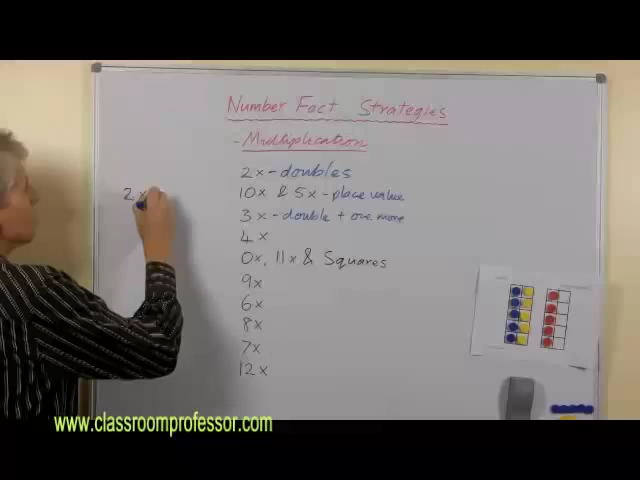 Number Fact Strategies
- Multiplication
2x - doubles
10x & 5x - place value
3x - double + one more
2x
4x
0x, 11x & Squares
9x
6x
8x
7x
12x
www.classroomprofessor.com